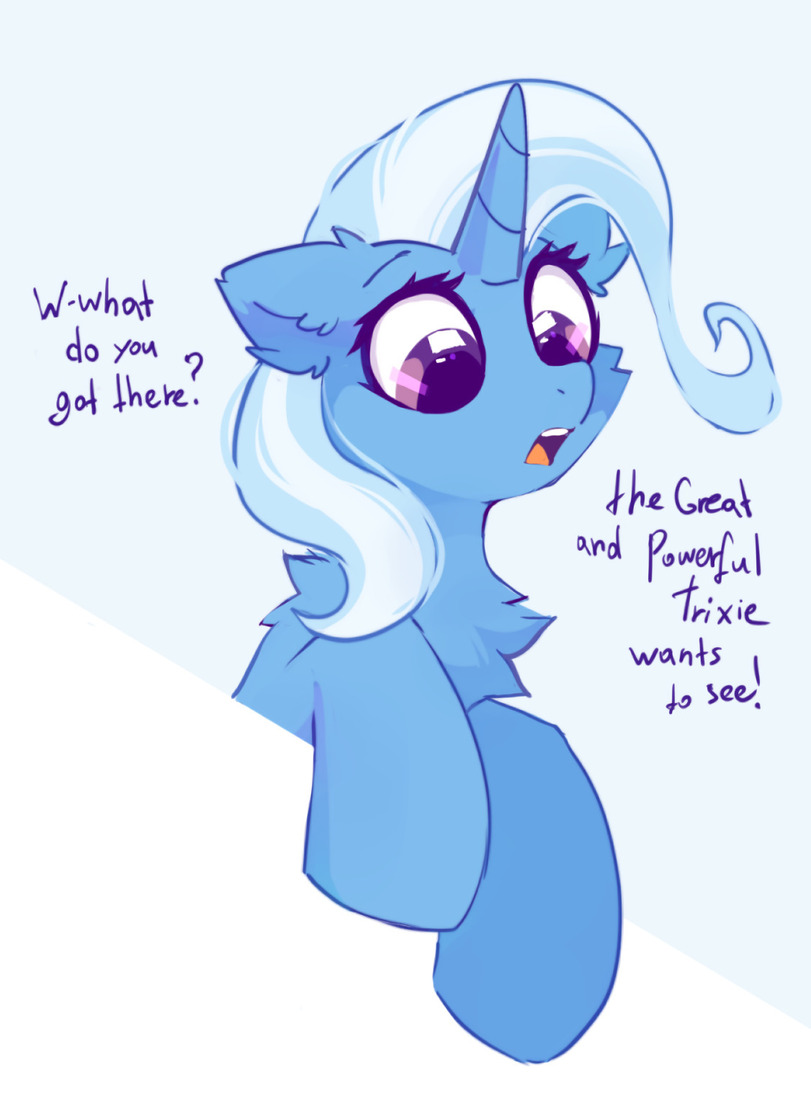 W-what
do you
got there?
the Great
and Powerful
Trixie
wants
to see!